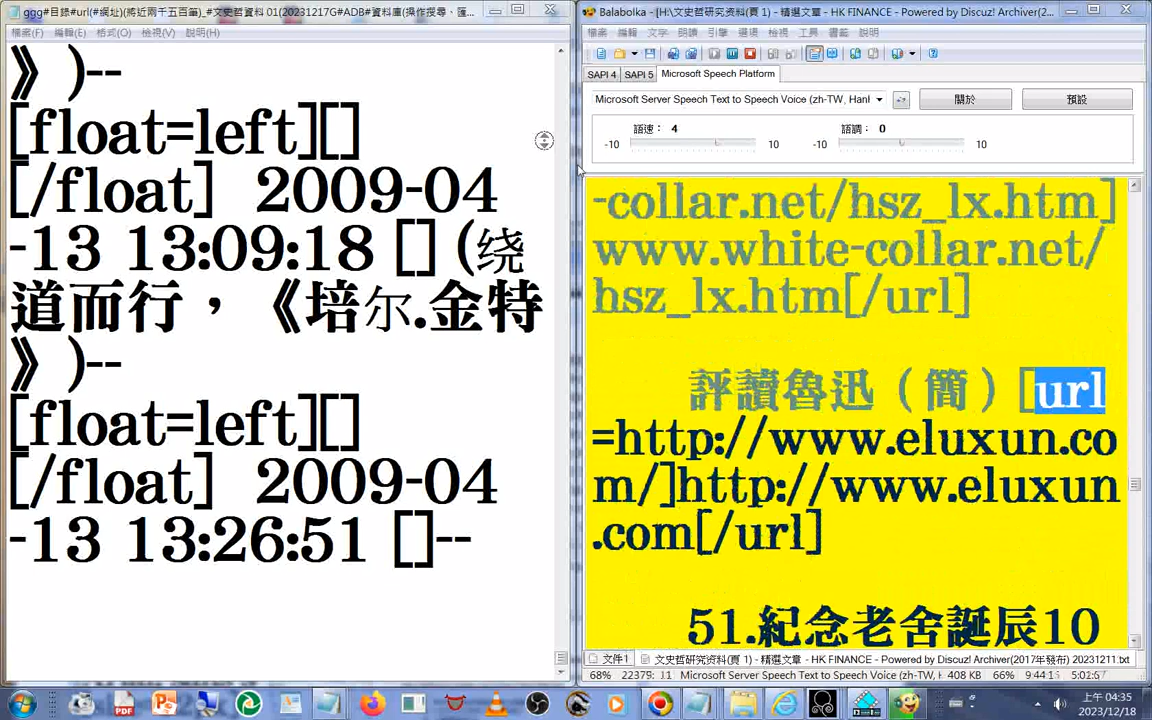 ggg#目錄#url(#網址)(將近兩千五百筆)_#文史哲資料 01(20231217G#ADB#資料庫(操作搜尋、匯...
檔案(F) 編輯(E) 格式(O) 檢視(V) 說明(H)
》)--
[float=left][]
[/float]  2009-04
-13 13:09:18 [] (绕
道而行，《培尔.金特
》)--
[float=left][]
[/float]  2009-04
-13 13:26:51 []--
Balabolka - [H:\文史哲研究资料(頁 1) - 精選文章 - HK FINANCE - Powered by Discuz! Archiver(2...
檔案 編輯 文字 朗讀 引擎 選項 檢視 工具 書籤 說明
SAPI 4 SAPI 5 Microsoft Speech Platform
Microsoft Server Speech Text to Speech Voice (zh-TW, Hanl
關於 預設
語速： 4 語調： 0
-10 10 -10 10
-collar.net/hsz_lx.htm]
www.white-collar.net/
hsz_lx.htm[/url]
評讀魯迅（簡）[url
=http://www.eluxun.co
m/]http://www.eluxun
.com[/url]
51.紀念老舍誕辰10
文件1 文史哲研究资料(頁 1) - 精選文章 - HK FINANCE - Powered by Discuz! Archiver(2017年發布) 20231211.txt
68% 22379: 11 Microsoft Server Speech Text to Speech Voice (zh-TW, H 408 KB 66% 9:44:15 5:02:67
上午 04:35
2023/12/18